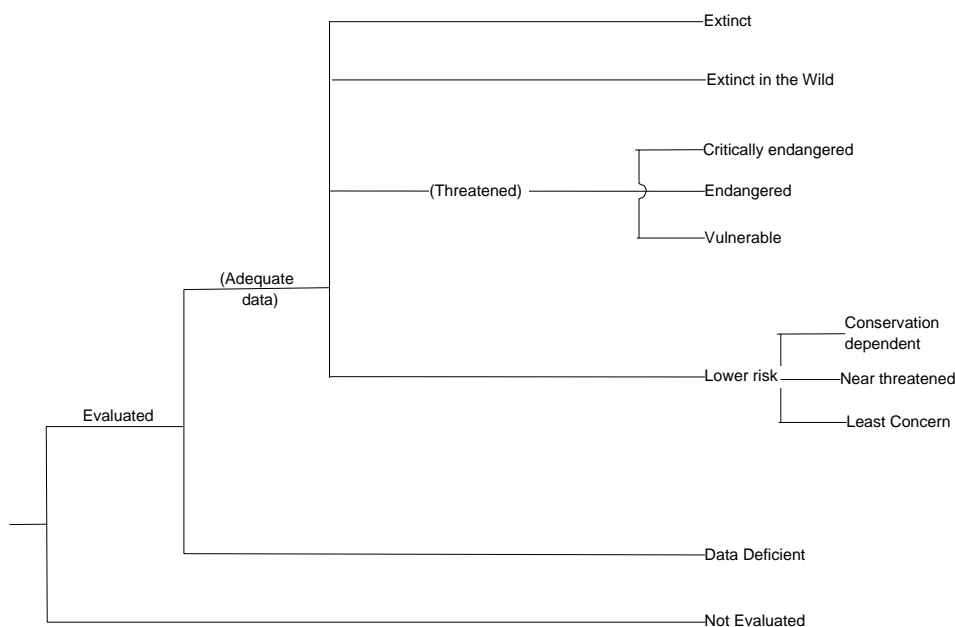 Extinct
Extinct in the Wild
Critically endangered
(Threatened)
Endangered
Vulnerable
(Adequate
data)
Conservation
dependent
Lower risk
Near threatened
Least Concern
Evaluated
Data Deficient
Not Evaluated